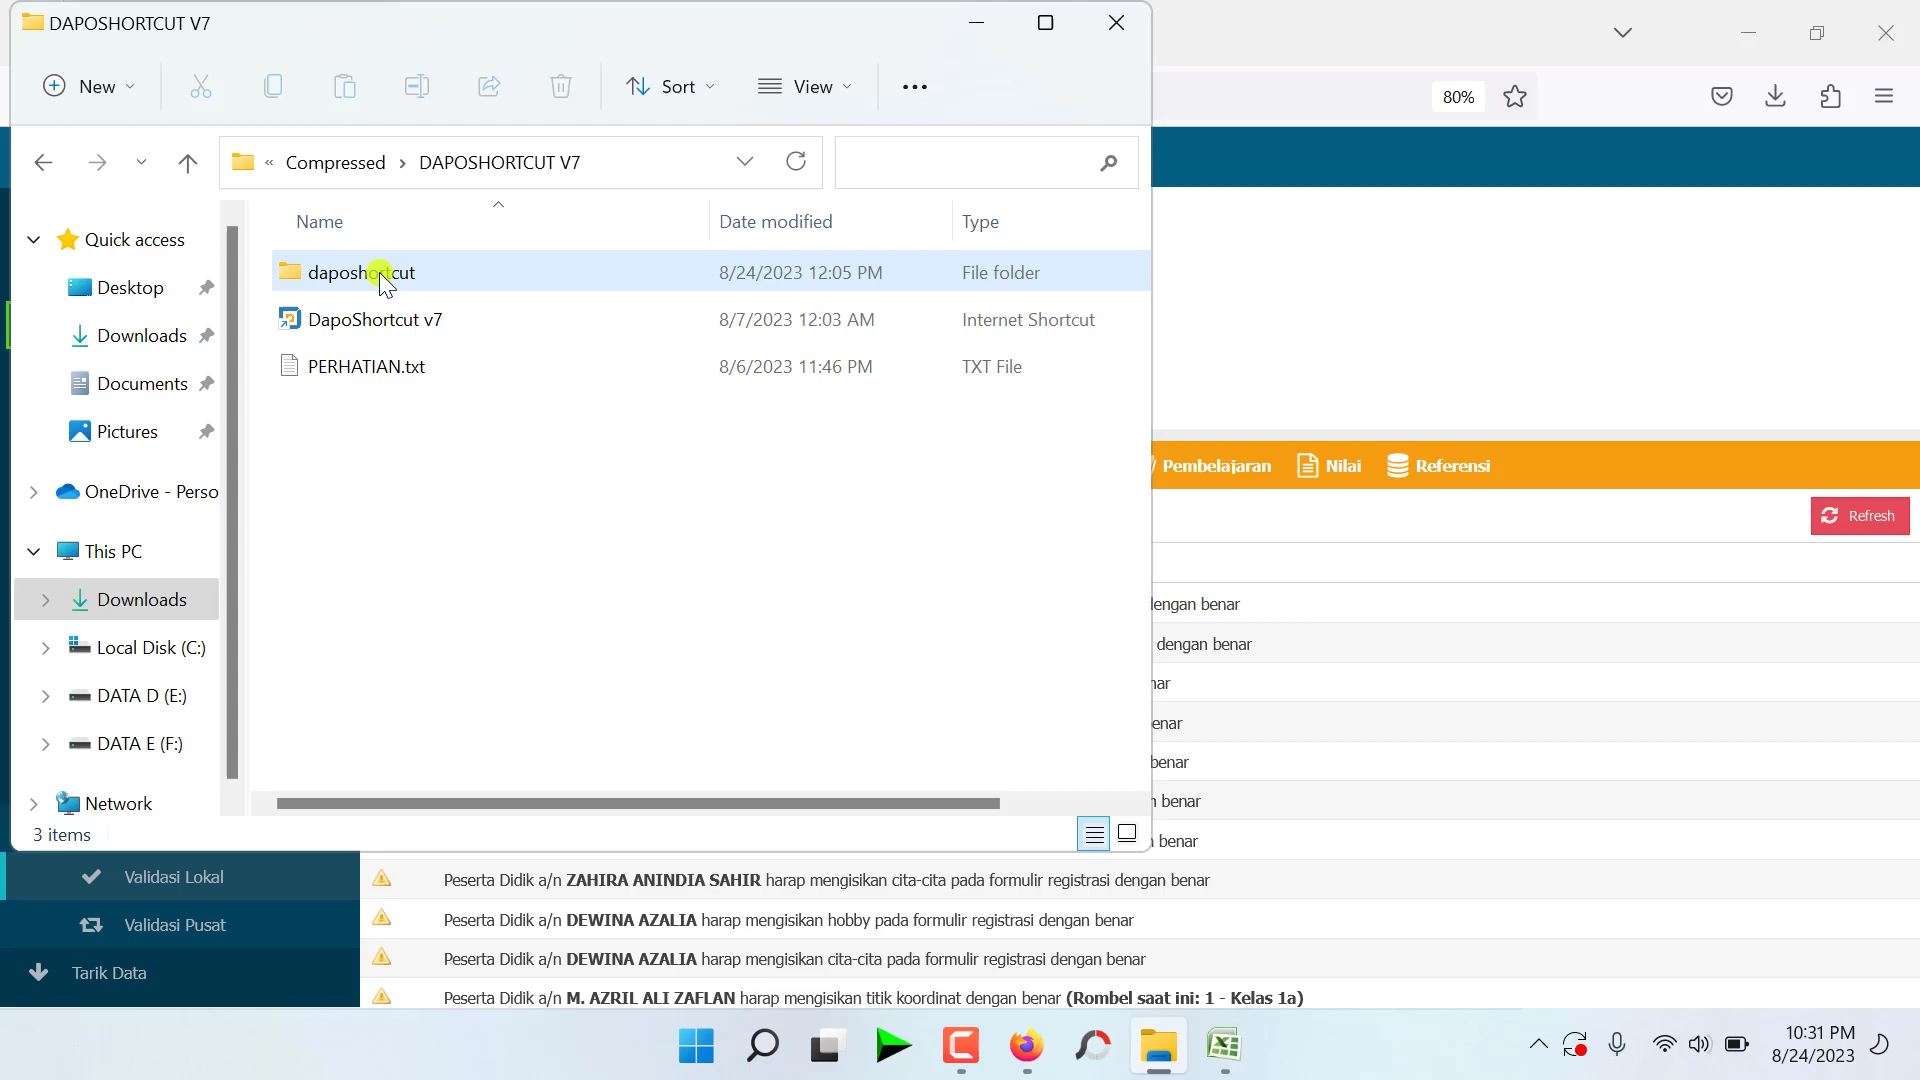 DAPOSHORTCUT V7
New
Sort
View
80%
« Compressed > DAPOSHORTCUT V7
Name
Date modified
Type
Quick access
Desktop
Downloads
Documents
Pictures
OneDrive - Perso
This PC
Downloads
Local Disk (C:)
DATA D (E:)
DATA E (F:)
Network
daposhortcut 8/24/2023 12:05 PM File folder
DapoShortcut v7 8/7/2023 12:03 AM Internet Shortcut
PERHATIAN.txt 8/6/2023 11:46 PM TXT File
3 items
Pembelajaran Nilai Referensi
Refresh
dengan benar
dengan benar
benar
benar
benar
Validasi Lokal
Validasi Pusat
Tarik Data
Peserta Didik a/n ZAHIRA ANINDIA SAHIR harap mengisikan cita-cita pada formulir registrasi dengan benar
Peserta Didik a/n DEWINA AZALIA harap mengisikan hobby pada formulir registrasi dengan benar
Peserta Didik a/n DEWINA AZALIA harap mengisikan cita-cita pada formulir registrasi dengan benar
Peserta Didik a/n M. AZRIL ALI ZAFLAN harap mengisikan titik koordinat dengan benar (Rombel saat ini: 1 - Kelas 1a)
10:31 PM
8/24/2023